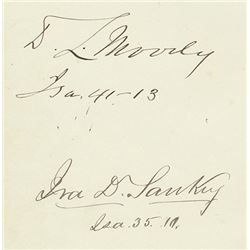 D. L. Moody
Isa. 41-13
Ira D. Sankey
Isa. 35.10.